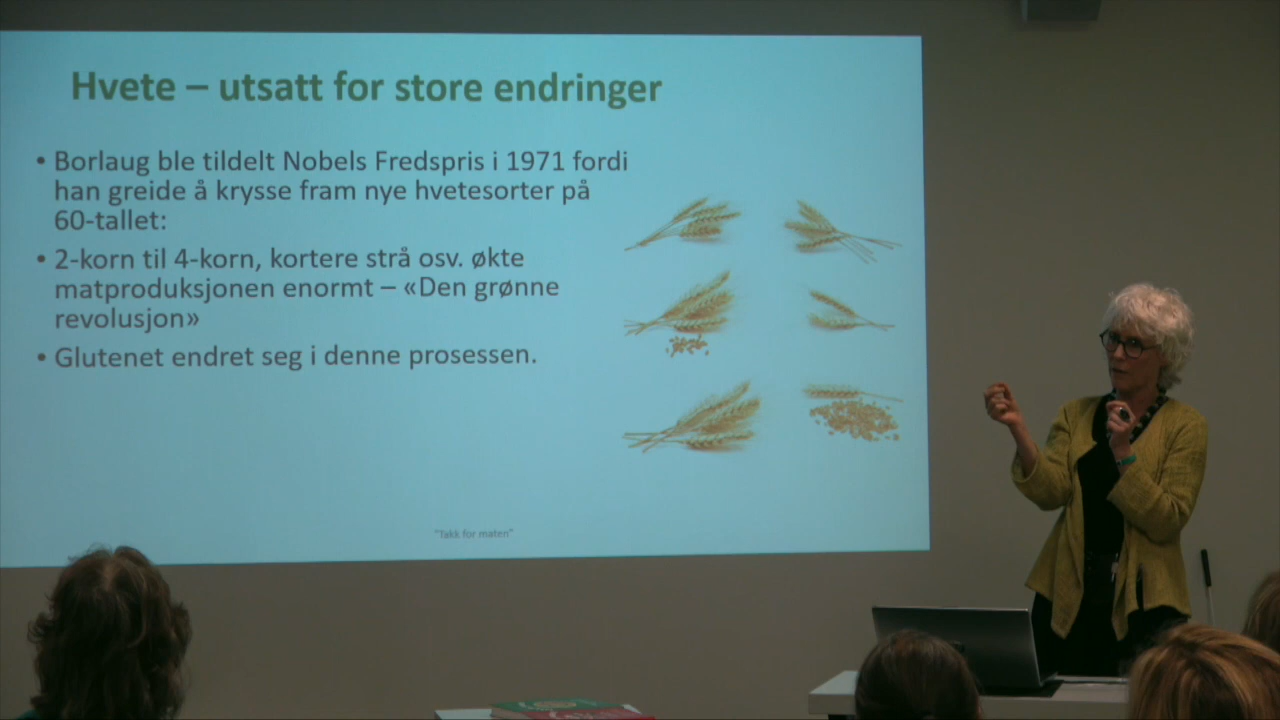 Hvete – utsatt for store endringer
• Borlaug ble tildelt Nobels Fredspris i 1971 fordi
han greide å krysse fram nye hvetesorter på
60-tallet:
• 2-korn til 4-korn, kortere strå osv. økte
matproduksjonen enormt – «Den grønne
revolusjon»
• Glutenet endret seg i denne prosessen.
"Takk for maten"